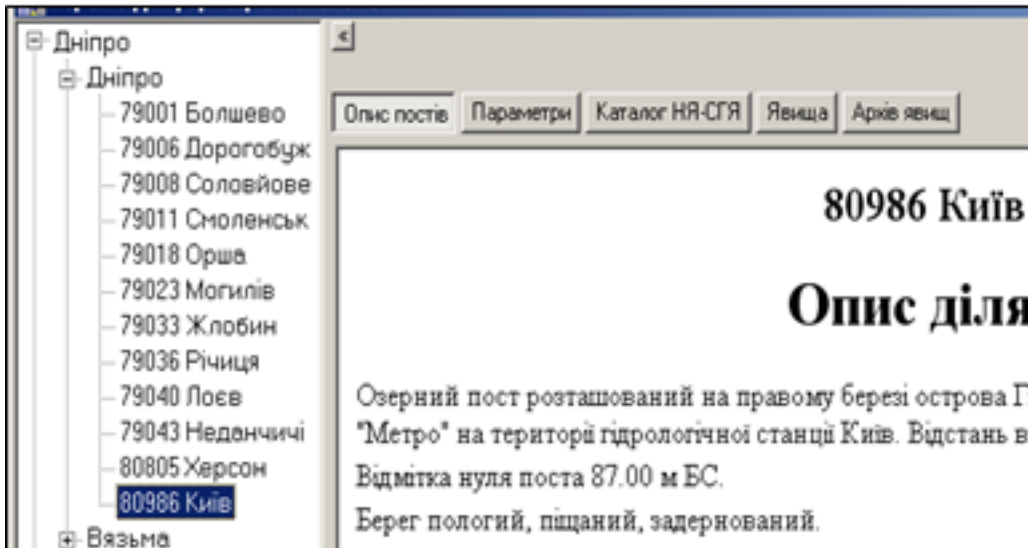 Дніпро
Дніпро
79001 Болшево
79006 Дорогобуж
79008 Соловйове
79011 Смоленськ
79018 Орша
79023 Могилів
79033 Жлобин
79036 Річиця
79040 Лоєв
79043 Неданчичі
80805 Херсон
80986 Київ
Вязьма
Опис постів Параметри Каталог НЯ-СГЯ Явища Архів явищ
80986 Київ
Опис діля
Озерний пост розташований на правому березі острова
"Метро" на території гідрологічної станції Київ. Відстань в
Відмітка нуля поста 87.00 м БС.
Берег пологий, піщаний, задернований.